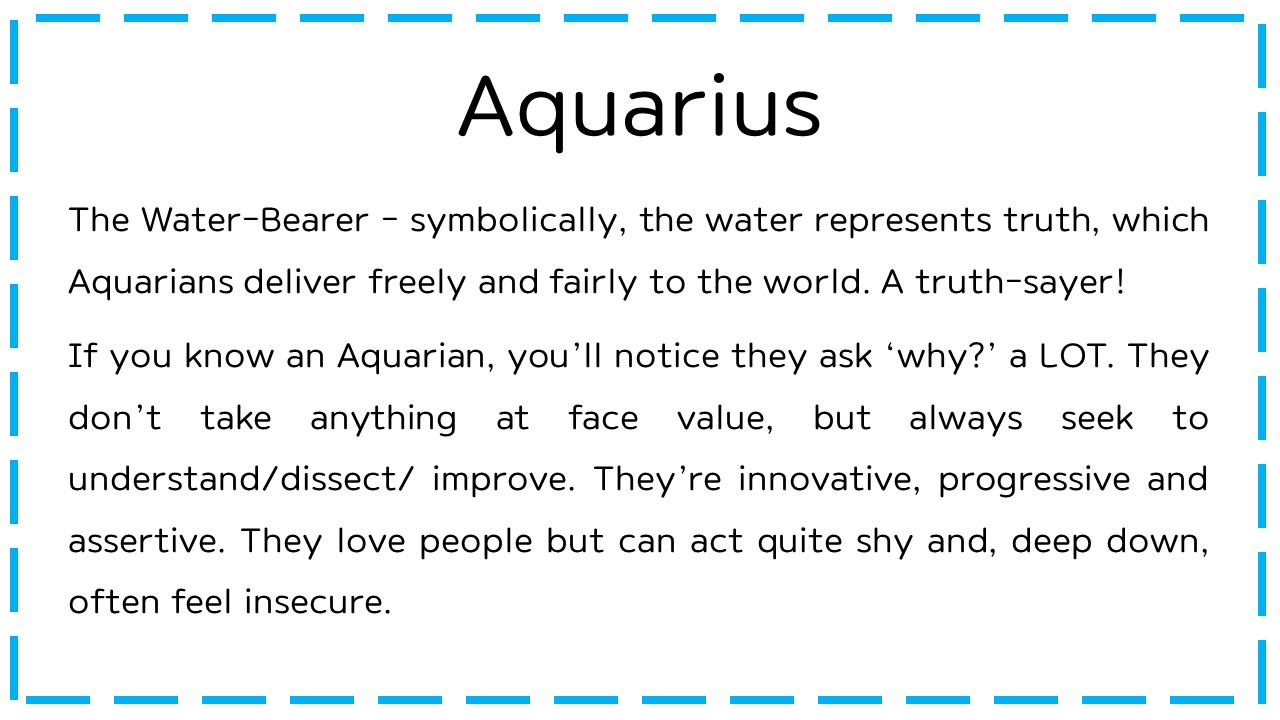 Aquarius
The Water-Bearer - symbolically, the water represents truth, which
Aquarians deliver freely and fairly to the world. A truth-sayer!
If you know an Aquarian, you’ll notice they ask ‘why?’ a LOT. They
don’t take anything at face value, but always seek to
understand/dissect/ improve. They’re innovative, progressive and
assertive. They love people but can act quite shy and, deep down,
often feel insecure.